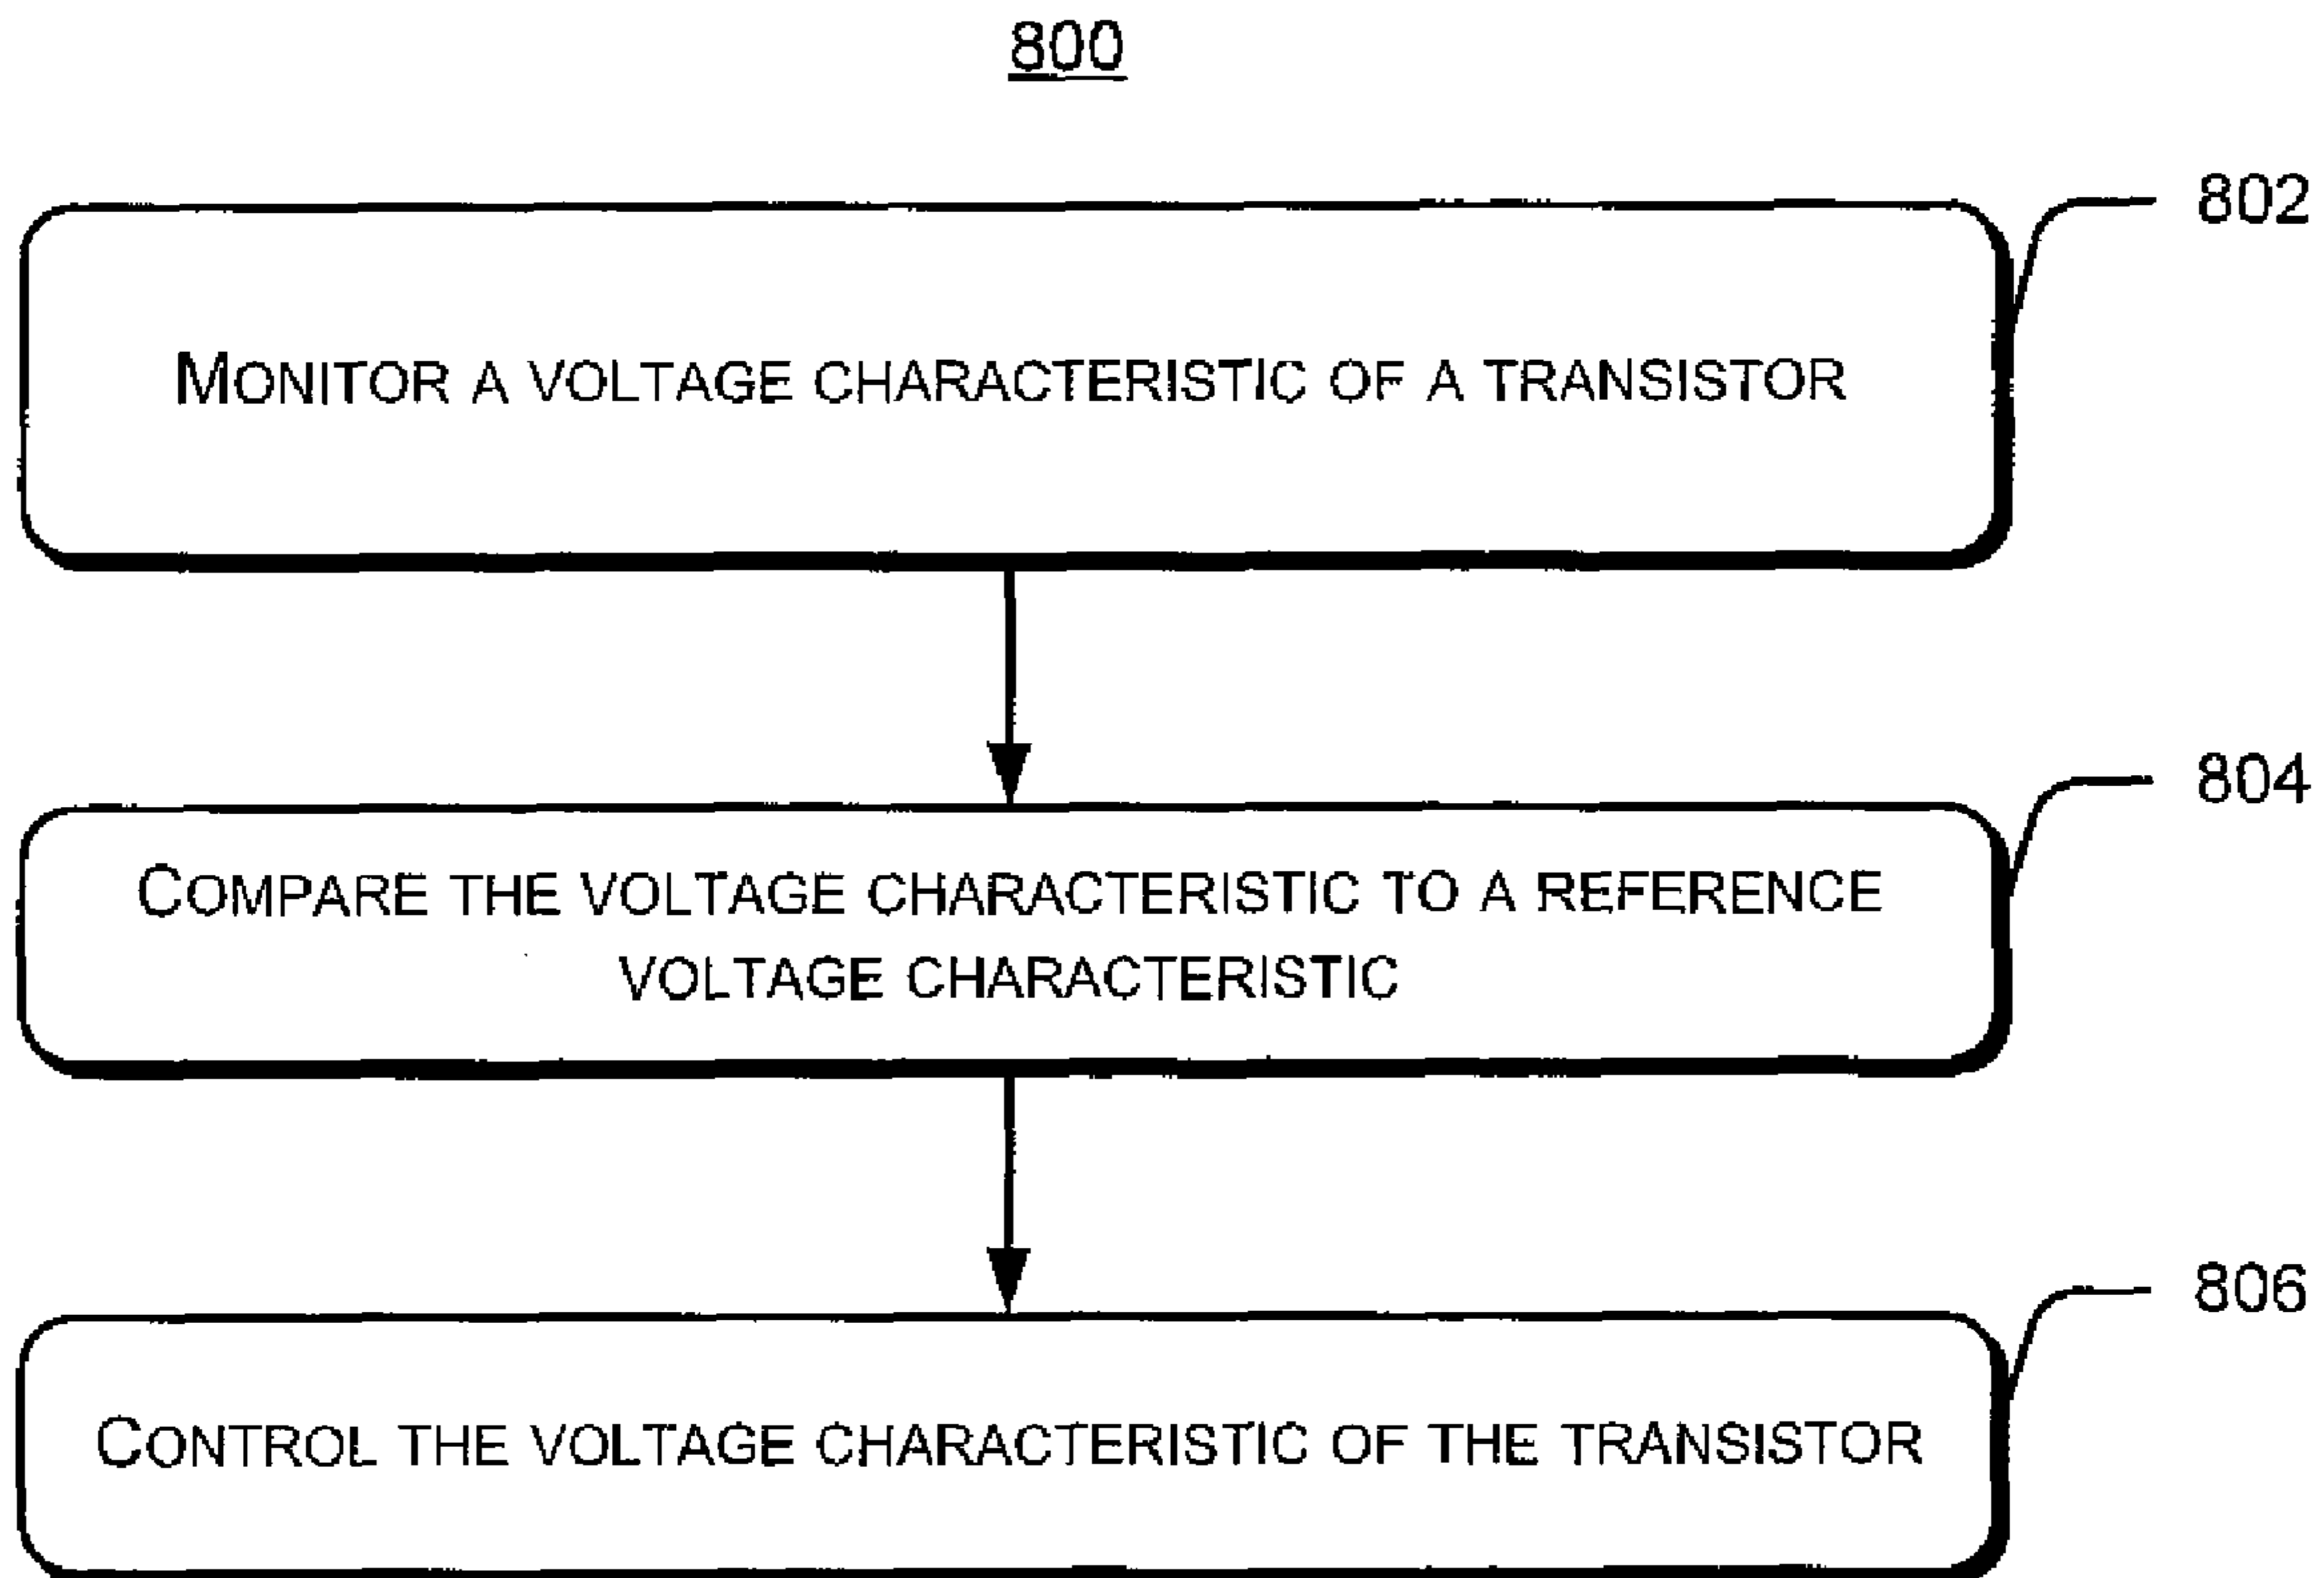 800
802
MONITOR A VOLTAGE CHARACTERISTIC OF A TRANSISTOR
804
COMPARE THE VOLTAGE CHARACTERISTIC TO A REFERENCE
VOLTAGE CHARACTERISTIC
806
CONTROL THE VOLTAGE CHARACTERISTIC OF THE TRANSISTOR